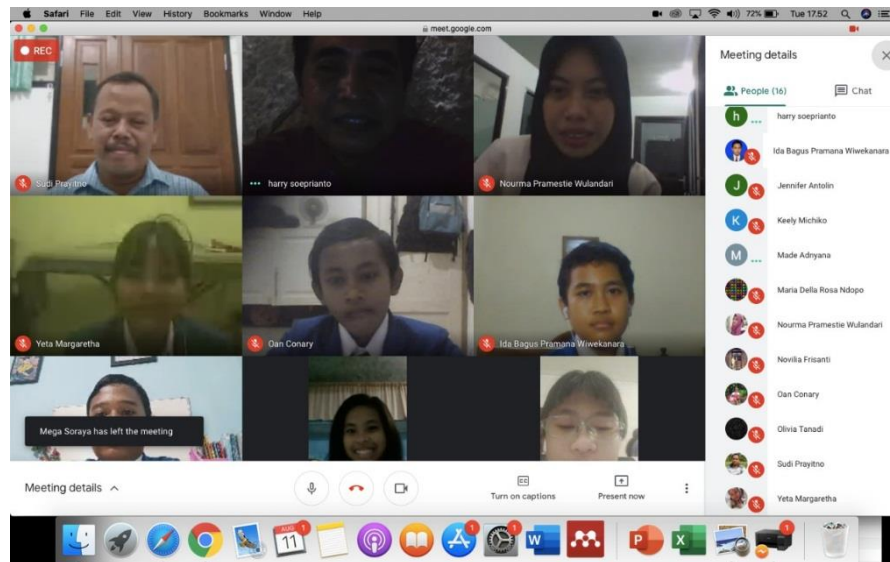 Safari File Edit View History Bookmarks Window Help 72% Tue 17.52
meet.google.com
REC
Sudi Prayitno
harry soeprianto
Nourma Pramestie Wulandari
Yeta Margaretha
Oan Conary
Ida Bagus Pramana Wiwekanara
Mega Soraya has left the meeting
Meeting details
Turn on captions
Present now
Meeting details
People (16)
Chat
h harry soeprianto
Ida Bagus Pramana Wiwekanara
J Jennifer Antolin
K Keely Michiko
M Made Adnyana
Maria Della Rosa Ndopo
Nourma Pramestie Wulandari
Novilia Frisanti
Oan Conary
Olivia Tanadi
Sudi Prayitno
Yeta Margaretha
AUG
11
1
1
1
W
P
X
1